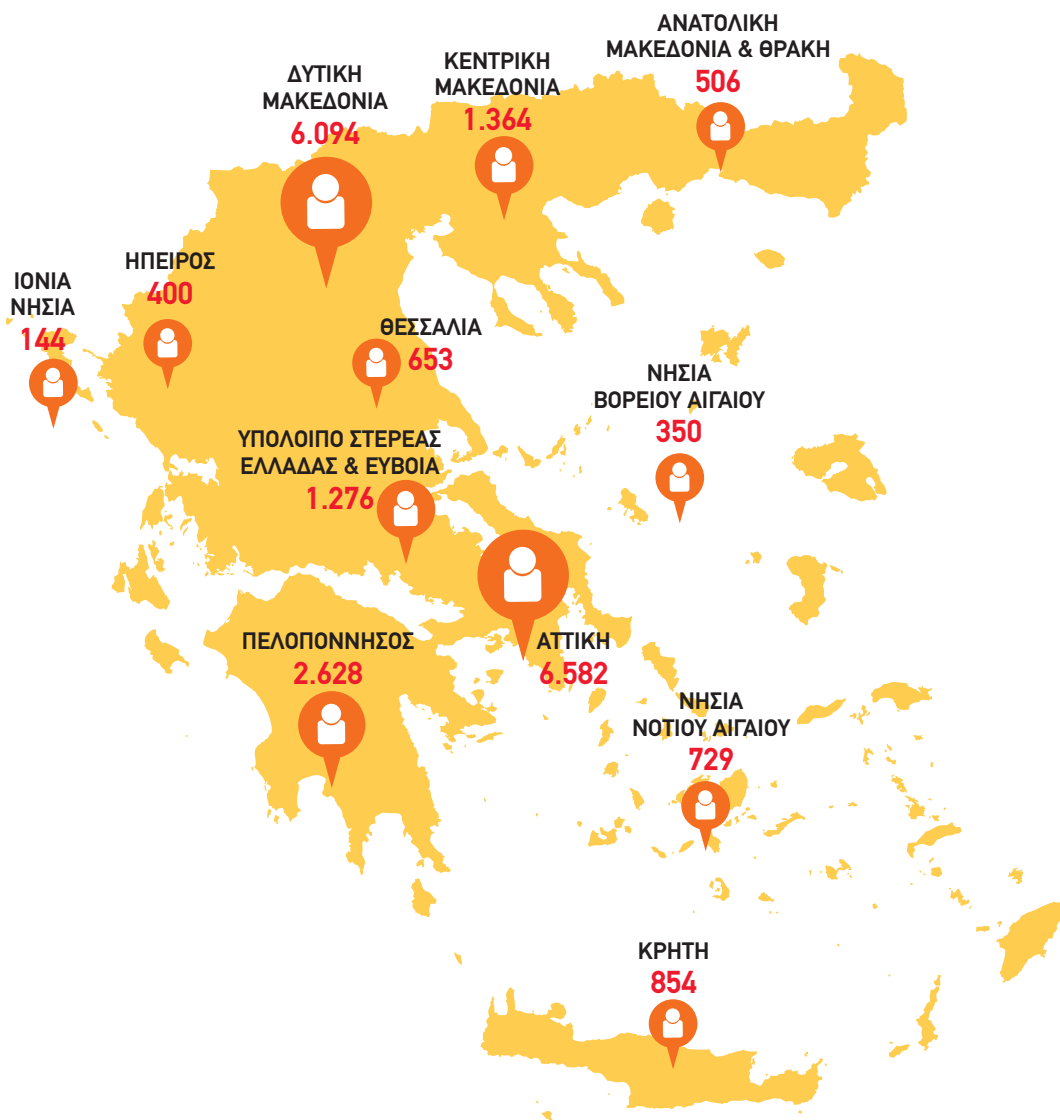 ΑΝΑΤΟΛΙΚΗ
ΜΑΚΕΔΟΝΙΑ & ΘΡΑΚΗ
506
ΚΕΝΤΡΙΚΗ
ΜΑΚΕΔΟΝΙΑ
1.364
ΔΥΤΙΚΗ
ΜΑΚΕΔΟΝΙΑ
6.094
ΗΠΕΙΡΟΣ
400
ΙΟΝΙΑ
ΝΗΣΙΑ
144
ΘΕΣΣΑΛΙΑ
653
ΝΗΣΙΑ
ΒΟΡΕΙΟΥ ΑΙΓΑΙΟΥ
350
ΥΠΟΛΟΙΠΟ ΣΤΕΡΕΑΣ
ΕΛΛΑΔΑΣ & ΕΥΒΟΙΑ
1.276
ΠΕΛΟΠΟΝΝΗΣΟΣ
2.628
ΑΤΤΙΚΗ
6.582
ΝΗΣΙΑ
ΝΟΤΙΟΥ ΑΙΓΑΙΟΥ
729
ΚΡΗΤΗ
854